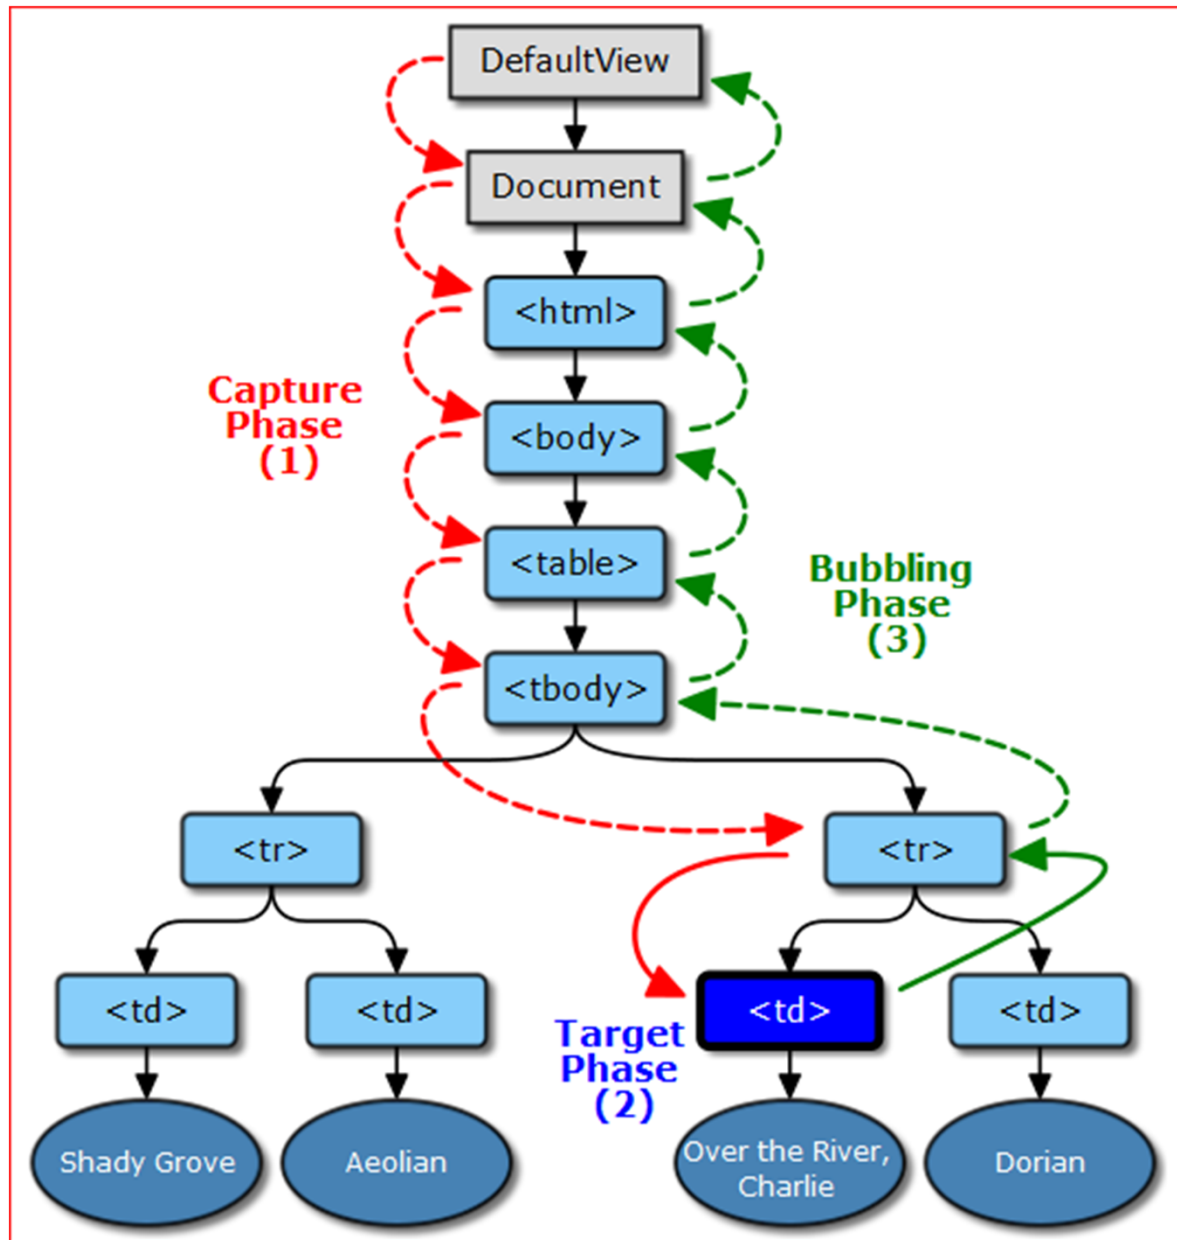 DefaultView
Document
<html>
Capture
Phase
(1)
<body>
<table>
Bubbling
Phase
(3)
<tbody>
<tr>
<tr>
<td>
<td>
<td>
<td>
Target
Phase
(2)
Shady Grove
Aeolian
Over the River,
Charlie
Dorian